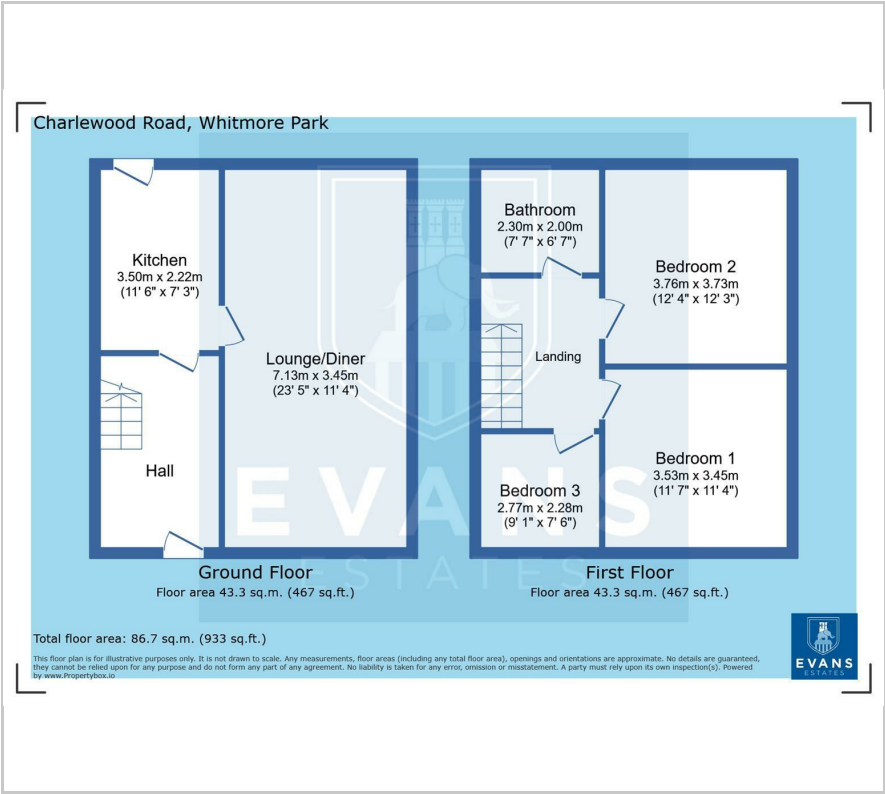 Charlewood Road, Whitmore Park
Kitchen
3.50m x 2.22m
(11' 6" x 7' 3")
Lounge/Diner
7.13m x 3.45m
(23' 5" x 11' 4")
Hall
Ground Floor
Floor area 43.3 sq.m. (467 sq.ft.)
Bathroom
2.30m x 2.00m
(7' 7" x 6' 7")
Bedroom 2
3.76m x 3.73m
(12' 4" x 12' 3")
Landing
Bedroom 1
3.53m x 3.45m
(11' 7" x 11' 4")
Bedroom 3
2.77m x 2.28m
(9' 1" x 7' 6")
First Floor
Floor area 43.3 sq.m. (467 sq.ft.)
EVANS
ESTATES
Total floor area: 86.7 sq.m. (933 sq.ft.)
This floor plan is for illustrative purposes only. It is not drawn to scale. Any measurements, floor areas (including any total floor area), openings and orientations are approximate. No details are guaranteed,
they cannot be relied upon for any purpose and do not form any part of any agreement. No liability is taken for any error, omission or misstatement. A party must rely upon its own inspection(s). Powered
by www.Propertybox.io
EVANS
ESTATES